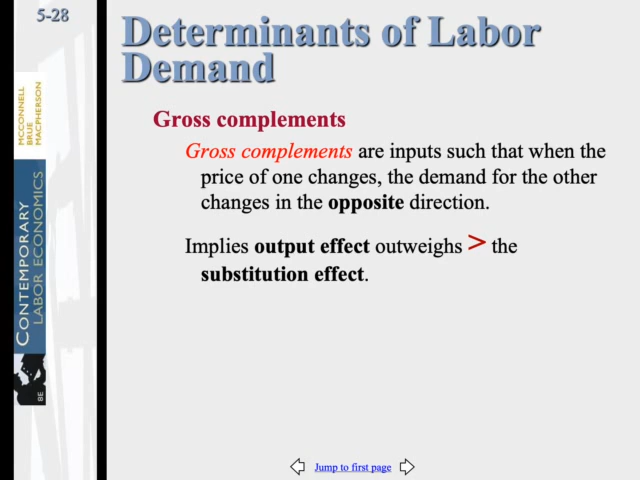 5-28
Determinants of Labor
Demand
MCCONNELL
BRUE
MACPHERSON
CONTEMPORARY
LABOR ECONOMICS
8E
Gross complements
Gross complements are inputs such that when the
price of one changes, the demand for the other
changes in the opposite direction.
Implies output effect outweighs > the
substitution effect.
Jump to first page